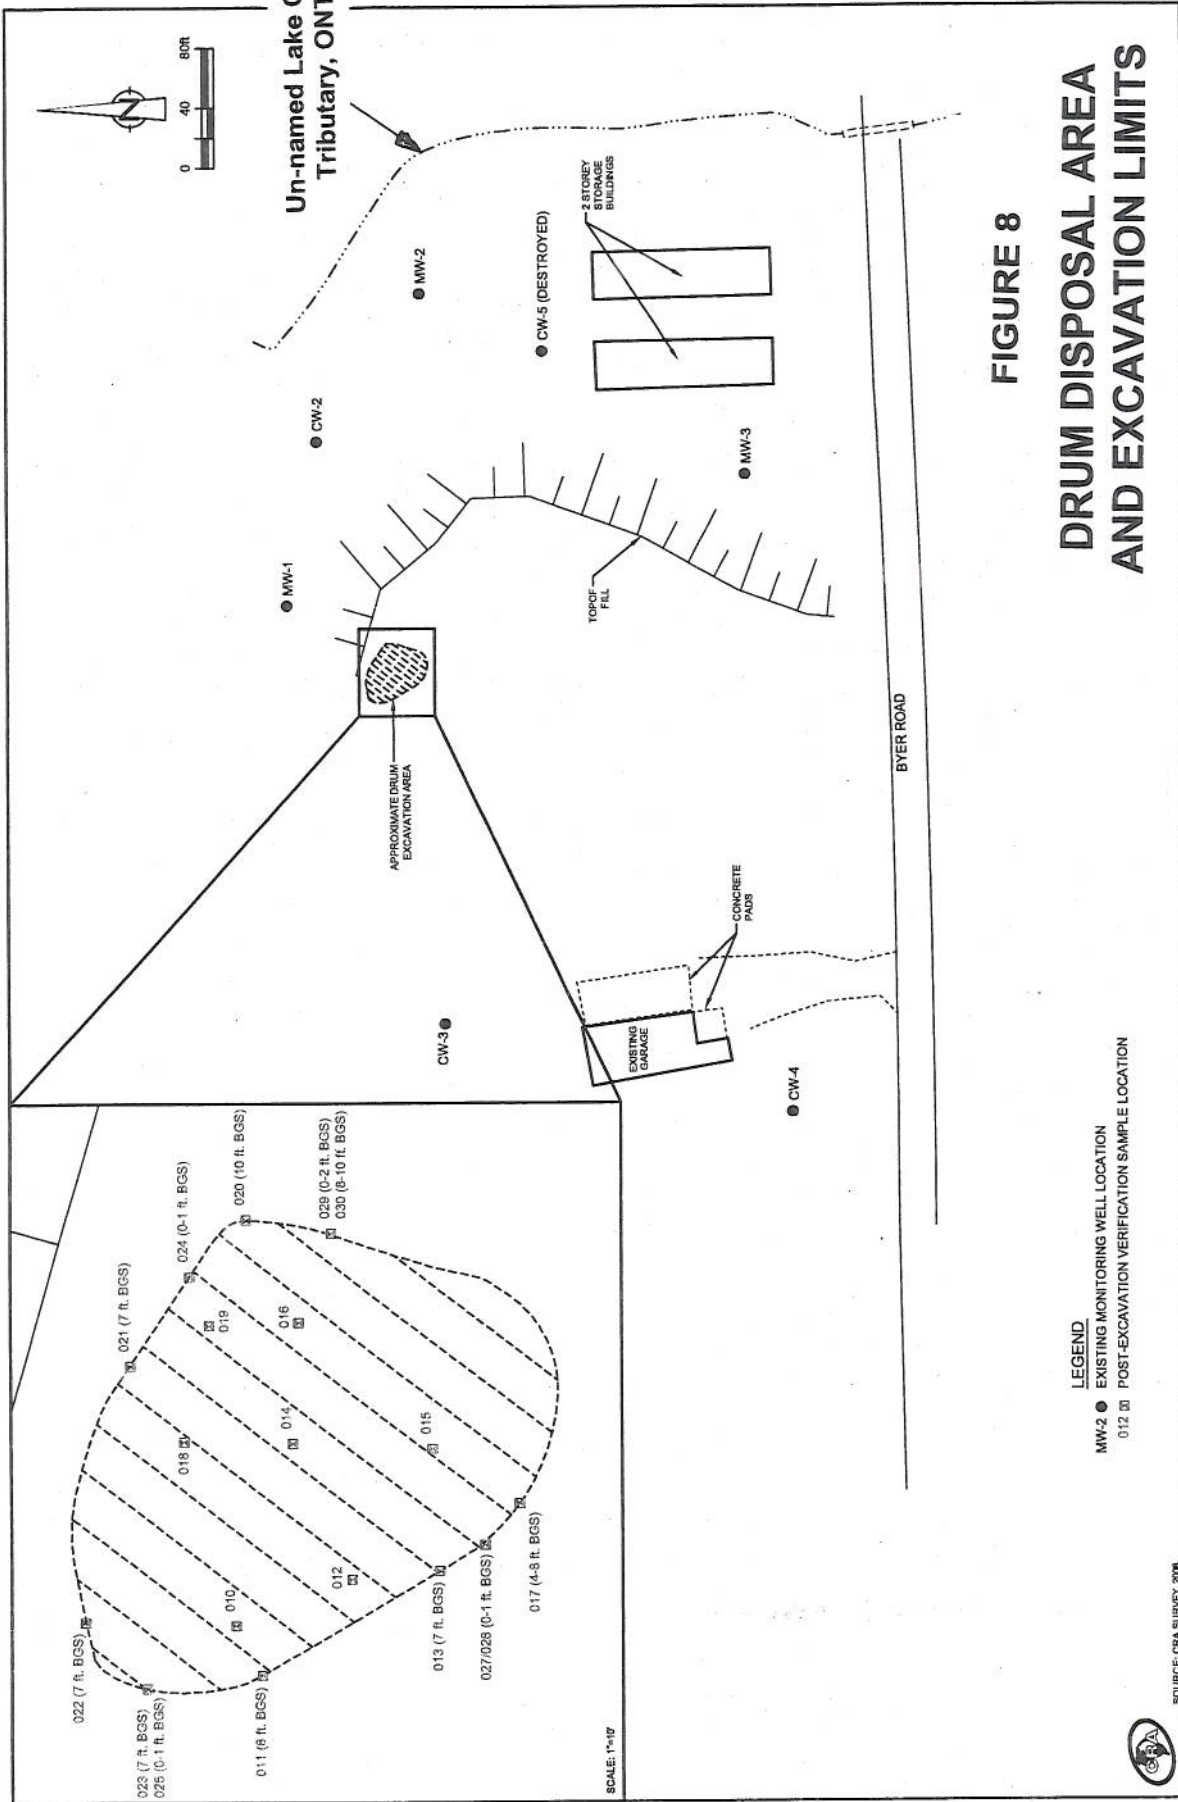 80ft
40
0
N
Un-named Lake
Tributary, ONT
MW-1
CW-2
MW-2
CW-5 (DESTROYED)
2 STOREY
STORAGE
BUILDINGS
MW-3
TOPOF
FILL
APPROXIMATE DRUM
EXCAVATION AREA
CW-3
EXISTING
GARAGE
CONCRETE
PADS
CW-4
BYER ROAD
023 (7 ft. BGS)
025 (0-1 ft. BGS)
022 (7 ft. BGS)
021 (7 ft. BGS)
024 (0-1 ft. BGS)
020 (10 ft. BGS)
029 (0-2 ft. BGS)
030 (8-10 ft. BGS)
018
019
016
014
015
010
012
011 (8 ft. BGS)
013 (7 ft. BGS)
027/028 (0-1 ft. BGS)
017 (4-8 ft. BGS)
SCALE: 1"=10'
LEGEND
MW-2 EXISTING MONITORING WELL LOCATION
012 POST-EXCAVATION VERIFICATION SAMPLE LOCATION
FIGURE 8
DRUM DISPOSAL AREA
AND EXCAVATION LIMITS
CRA
SOURCE: CRA SURVEY, 2006